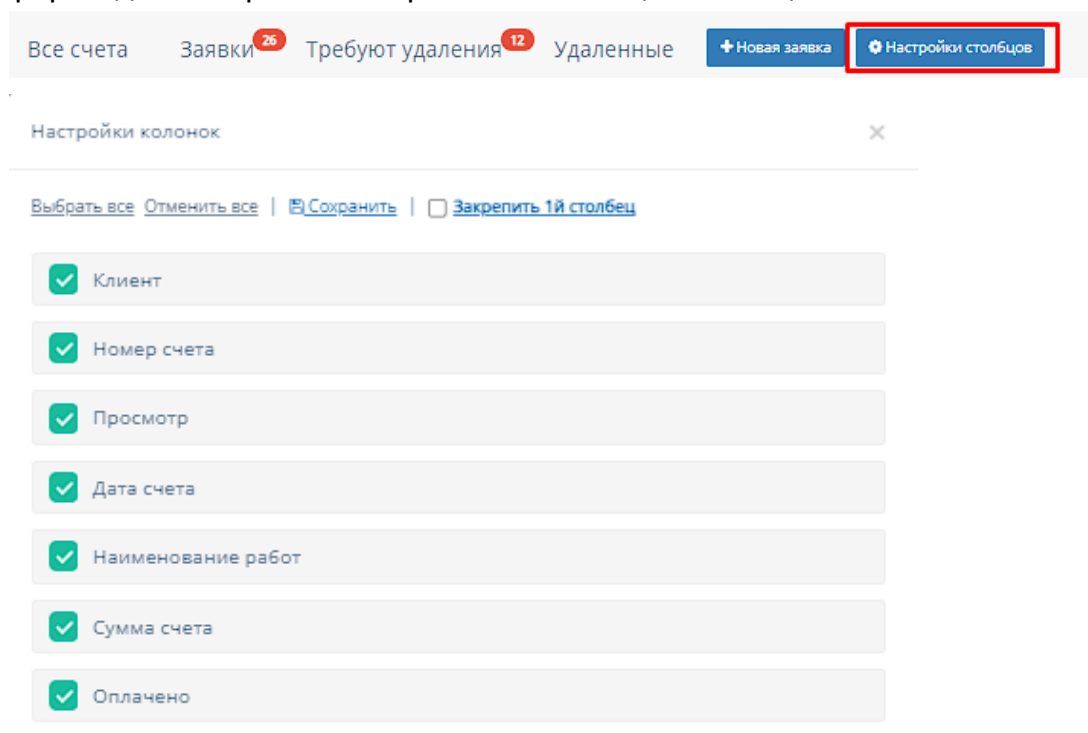 Все счета Заявки 26 Требуют удаления 12 Удаленные Новая заявка Настройки столбцов
Настройки колонок
Выбрать все Отменить все | Сохранить | Закрепить 1й столбец
Клиент
Номер счета
Просмотр
Дата счета
Наименование работ
Сумма счета
Оплачено